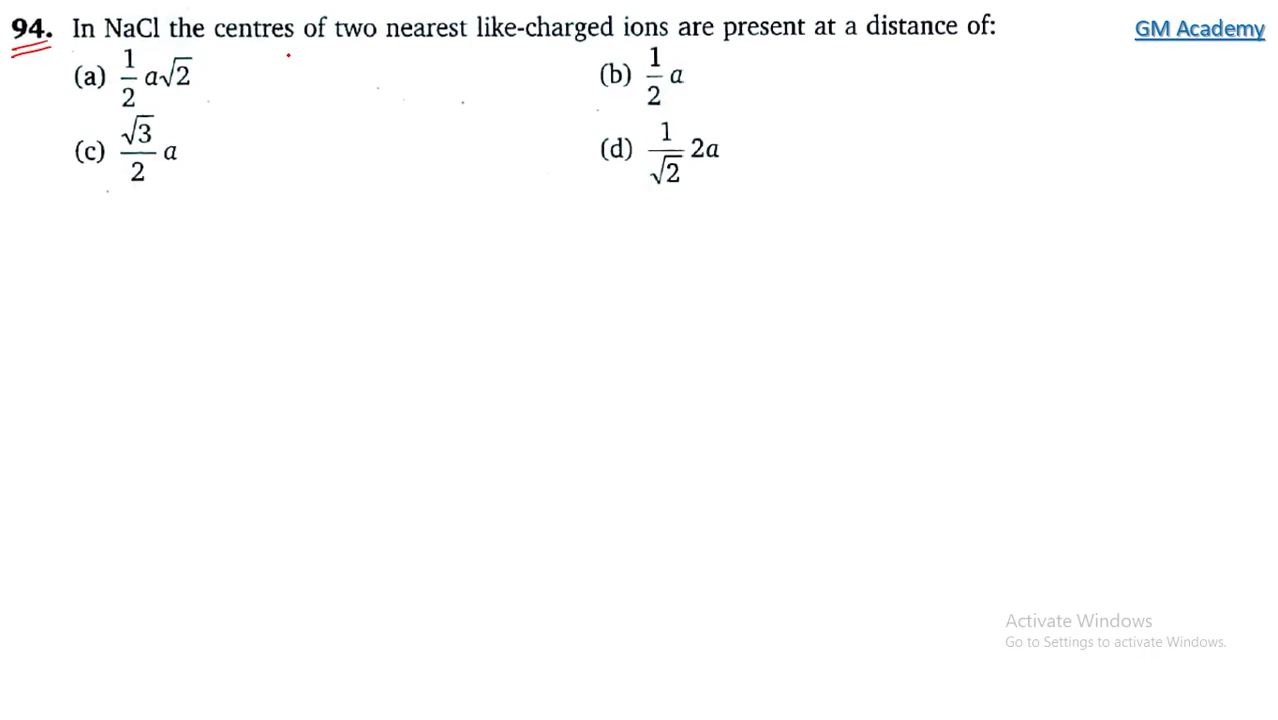 94. In NaCl the centres of two nearest like-charged ions are present at a distance of:
GM Academy
(a) 1/2 a√2
(b) 1/2 a
(c) √3/2 a
(d) 1/√2 2a
Activate Windows
Go to Settings to activate Windows.